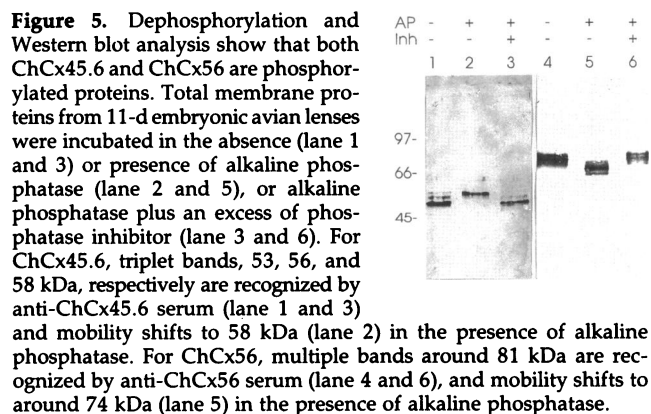 Figure 5. Dephosphorylation and
Western blot analysis show that both
ChCx45.6 and ChCx56 are phosphor-
ylated proteins. Total membrane pro-
teins from 11-d embryonic avian lenses
were incubated in the absence (lane 1
and 3) or presence of alkaline phos-
phatase (lane 2 and 5), or alkaline
phosphatase plus an excess of phos-
phatase inhibitor (lane 3 and 6). For
ChCx45.6, triplet bands, 53, 56, and
58 kDa, respectively are recognized by
anti-ChCx45.6 serum (lane 1 and 3)
and mobility shifts to 58 kDa (lane 2) in the presence of alkaline
phosphatase. For ChCx56, multiple bands around 81 kDa are rec-
ognized by anti-ChCx56 serum (lane 4 and 6), and mobility shifts to
around 74 kDa (lane 5) in the presence of alkaline phosphatase.
AP - + + - + +
Inh - - + - - +
1 2 3 4 5 6
97-
66-
45-